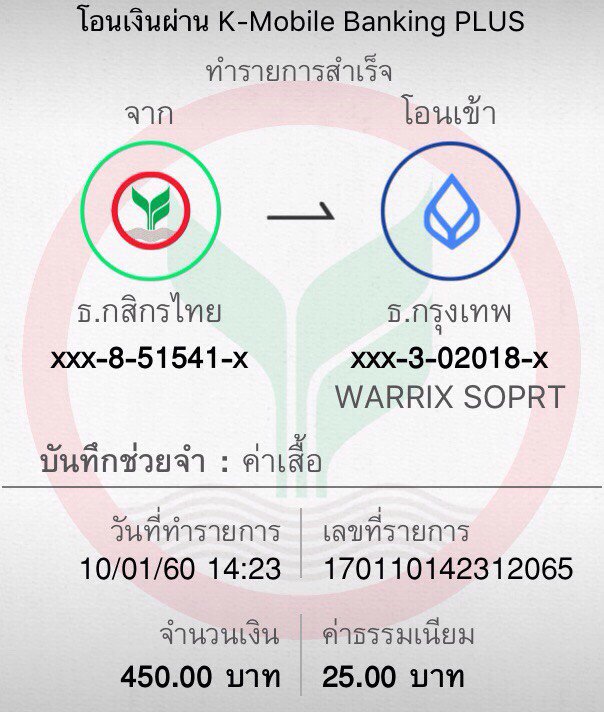 โอนเงินผ่าน K-Mobile Banking PLUS
ทำรายการสำเร็จ
จาก
โอนเข้า
ธ.กสิกรไทย
ธ.กรุงเทพ
xxx-8-51541-x
xxx-3-02018-x
WARRIX SOPRT
บันทึกช่วยจำ : ค่าเสื้อ
วันที่ทำรายการ
เลขที่รายการ
10/01/60 14:23
170110142312065
จำนวนเงิน
ค่าธรรมเนียม
450.00 บาท
25.00 บาท